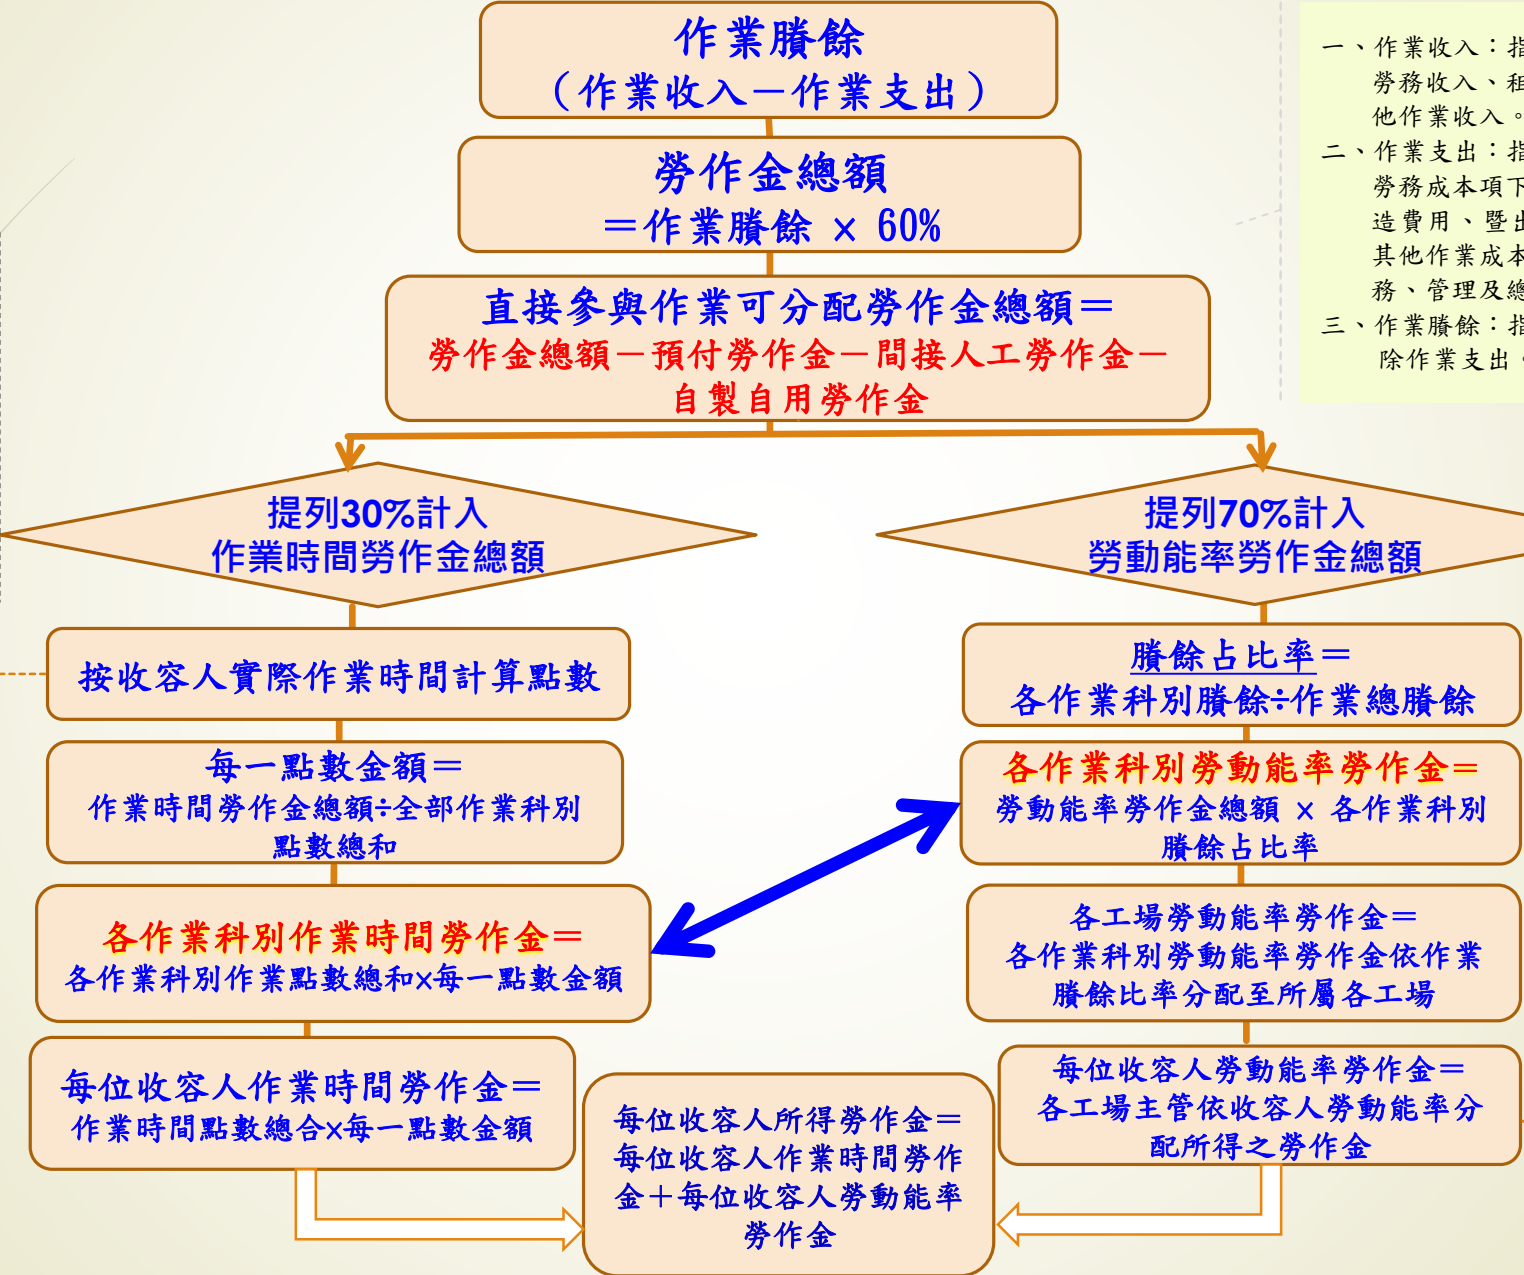 作業賸餘
（作業收入－作業支出）
勞作金總額
＝作業賸餘 × 60%
直接參與作業可分配勞作金總額＝
勞作金總額－預付勞作金－間接人工勞作金－
自製自用勞作金
一、作業收入：指
勞務收入、租
他作業收入。
二、作業支出：指
勞務成本項下
造費用、暨出
其他作業成本
務、管理及總
三、作業賸餘：指
除作業支出
提列30%計入
作業時間勞作金總額
按收容人實際作業時間計算點數
每一點數金額＝
作業時間勞作金總額÷全部作業科別
點數總和
各作業科別作業時間勞作金＝
各作業科別作業點數總和×每一點數金額
每位收容人作業時間勞作金＝
作業時間點數總合×每一點數金額
提列70%計入
勞動能率勞作金總額
賸餘占比率＝
各作業科別賸餘÷作業總賸餘
各作業科別勞動能率勞作金＝
勞動能率勞作金總額 × 各作業科別
賸餘占比率
各工場勞動能率勞作金＝
各作業科別勞動能率勞作金依作業
賸餘比率分配至所屬各工場
每位收容人勞動能率勞作金＝
各工場主管依收容人勞動能率分
配所得之勞作金
每位收容人所得勞作金＝
每位收容人作業時間勞作
金＋每位收容人勞動能率
勞作金